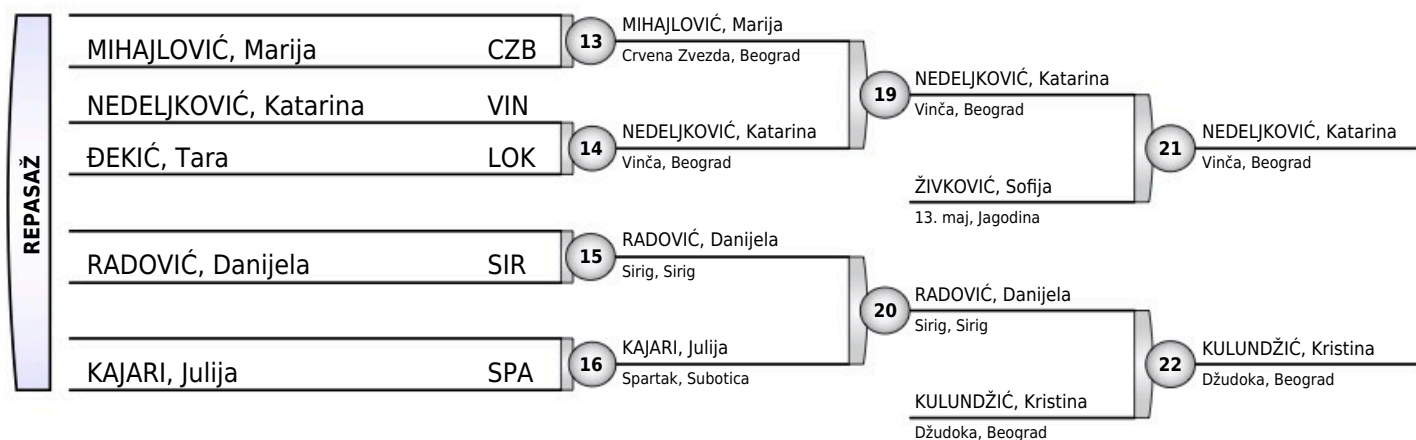 REPASAŽ
MIHAJLOVIĆ, Marija CZB
NEDELJKOVIĆ, Katarina VIN
ĐEKIĆ, Tara LOK
RADOVIĆ, Danijela SIR
KAJARI, Julija SPA
13
MIHAJLOVIĆ, Marija
Crvena Zvezda, Beograd
14
NEDELJKOVIĆ, Katarina
Vinča, Beograd
15
RADOVIĆ, Danijela
Sirig, Sirig
16
KAJARI, Julija
Spartak, Subotica
19
NEDELJKOVIĆ, Katarina
Vinča, Beograd
ŽIVKOVIĆ, Sofija
13. maj, Jagodina
20
RADOVIĆ, Danijela
Sirig, Sirig
KULUNDŽIĆ, Kristina
Džudoka, Beograd
21
NEDELJKOVIĆ, Katarina
Vinča, Beograd
22
KULUNDŽIĆ, Kristina
Džudoka, Beograd